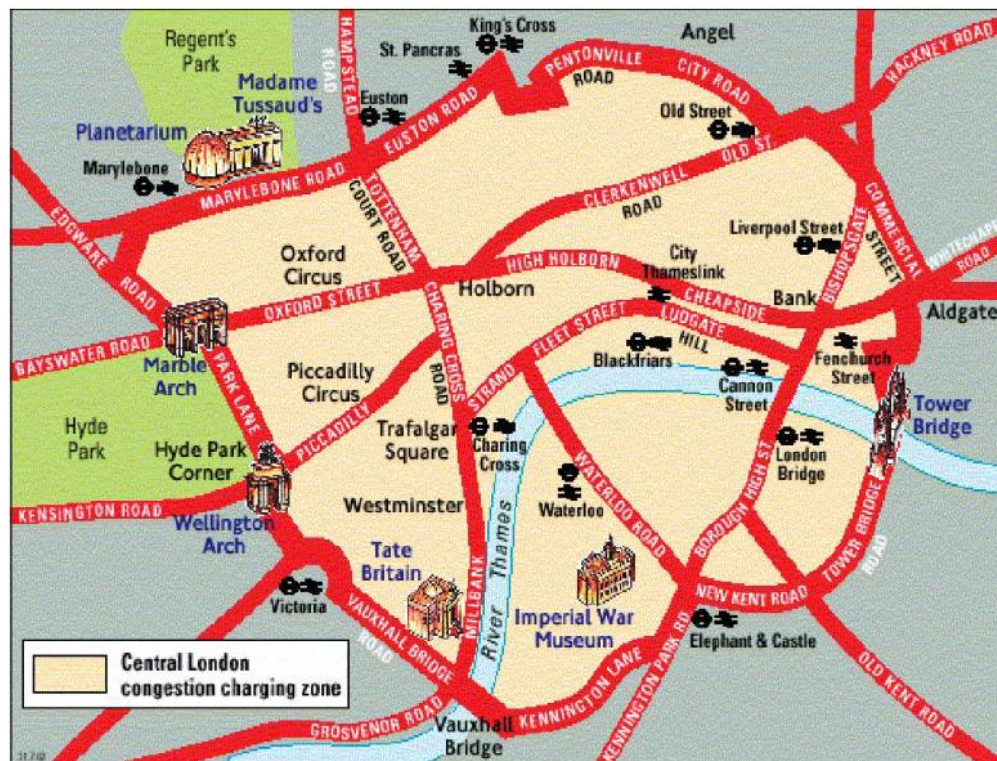 King's Cross
St. Pancras
Angel
Regent's
Park
HAMPSTEAD
ROAD
PENTONVILLE
ROAD
CITY ROAD
HACKNEY ROAD
Madame
Tussaud's
Euston
EUSTON ROAD
Old Street
Planetarium
OLD ST.
Marylebone
MARYLEBONE ROAD
TOTTENHAM
COURT ROAD
CLERKENWELL
ROAD
COMMERCIAL
STREET
EDGWARE
ROAD
Liverpool Street
BISHOPSGATE
WHITECHAPEL
ROAD
Oxford
Circus
HIGH HOLBORN
City
Thameslink
Holborn
OXFORD STREET
CHEAPSIDE
Bank
Aldgate
CHARING CROSS
ROAD
FLEET STREET
LUDGATE
HILL
BAYSWATER ROAD
Marble
Arch
PARK LANE
Piccadilly
Circus
STRAND
Blackfriars
Cannon
Street
Fenchurch
Street
Tower
Bridge
Hyde
Park
PICCADILLY
Trafalgar
Square
Charing
Cross
Hyde Park
Corner
London
Bridge
BOROUGH HIGH ST.
WATERLOO ROAD
Waterloo
KENSINGTON ROAD
Wellington
Arch
Westminster
River Thames
TOWER BRIDGE
ROAD
Tate
Britain
MILLBANK
Victoria
VAUXHALL BRIDGE
ROAD
Imperial War
Museum
NEW KENT ROAD
Elephant & Castle
OLD KENT ROAD
Central London
congestion charging zone
KENNINGTON LANE
KENNINGTON PARK RD
GROSVENOR ROAD
Vauxhall
Bridge